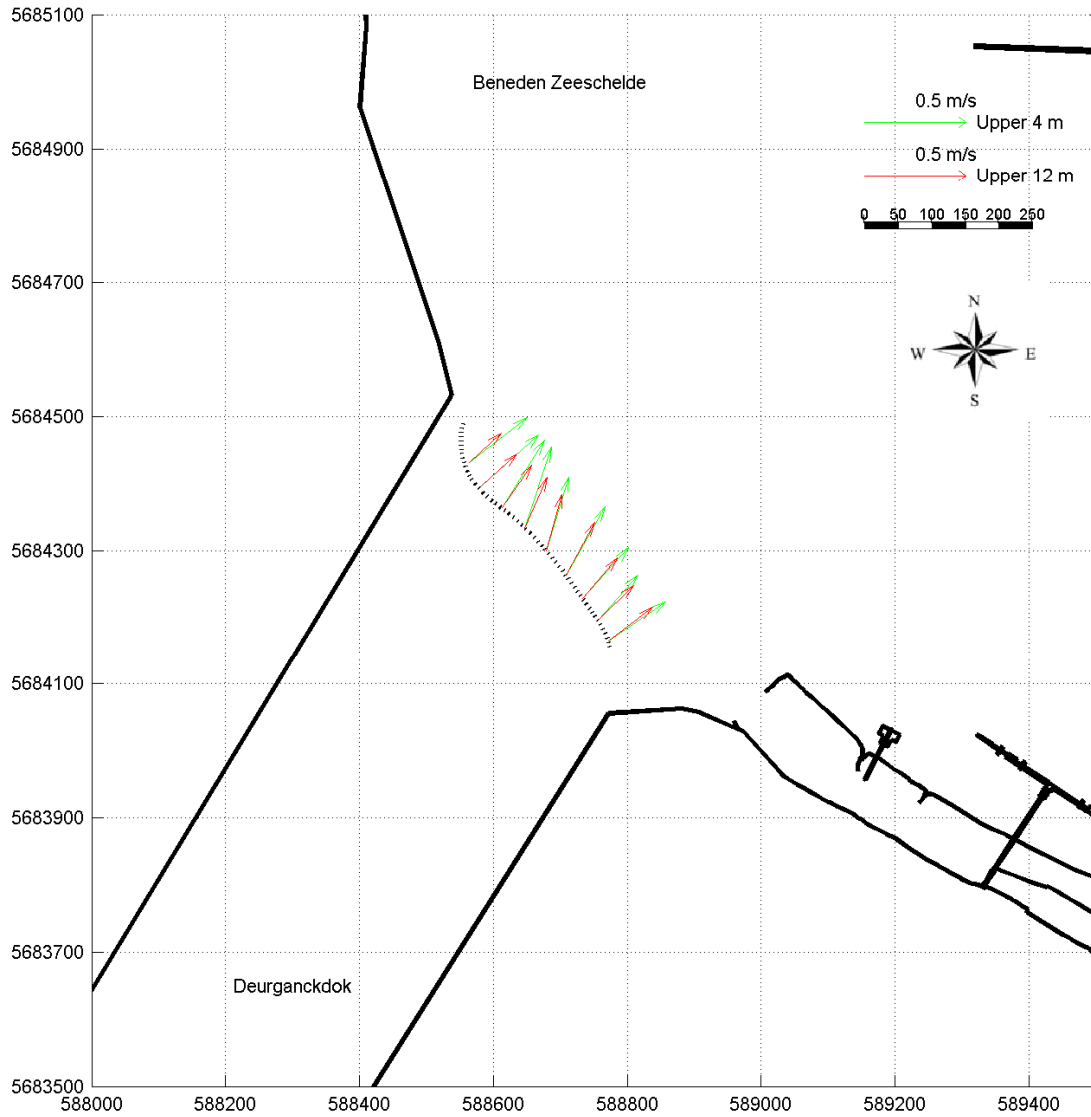 5685100
Beneden Zeeschelde
0.5 m/s
Upper 4 m
5684900
0.5 m/s
Upper 12 m
0 50 100 150 200 250
5684700
N
W E
S
5684500
5684300
5684100
5683900
5683700
Deurganckdok
5683500
588000 588200 588400 588600 588800 589000 589200 589400